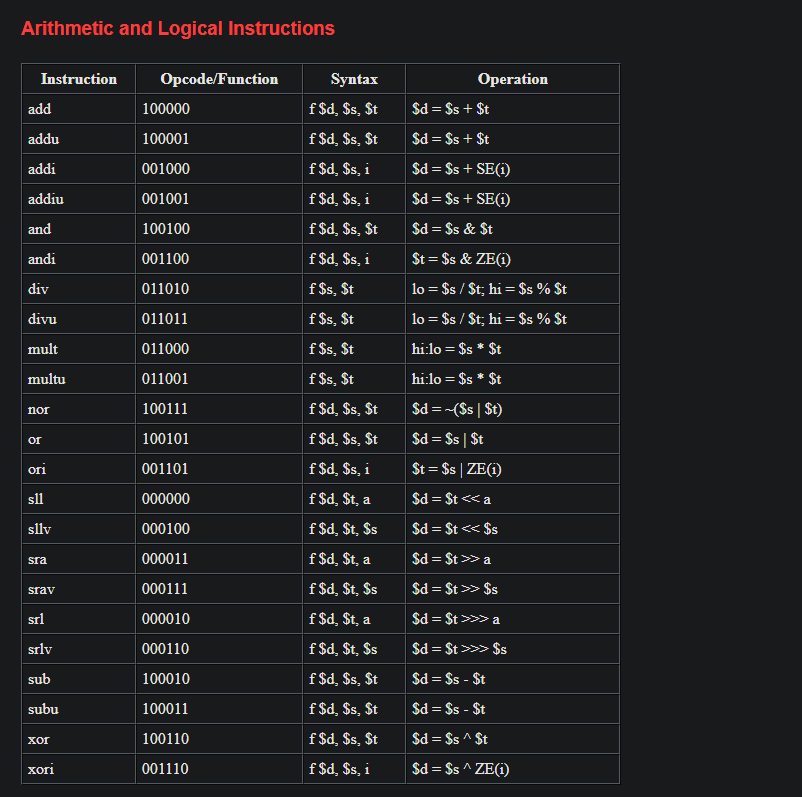 Arithmetic and Logical Instructions
Instruction Opcode/Function Syntax Operation
add 100000 f $d, $s, $t $d = $s + $t
addu 100001 f $d, $s, $t $d = $s + $t
addi 001000 f $d, $s, i $d = $s + SE(i)
addiu 001001 f $d, $s, i $d = $s + SE(i)
and 100100 f $d, $s, $t $d = $s & $t
andi 001100 f $d, $s, i $t = $s & ZE(i)
div 011010 f $s, $t lo = $s / $t; hi = $s % $t
divu 011011 f $s, $t lo = $s / $t; hi = $s % $t
mult 011000 f $s, $t hi:lo = $s * $t
multu 011001 f $s, $t hi:lo = $s * $t
nor 100111 f $d, $s, $t $d = ~($s | $t)
or 100101 f $d, $s, $t $d = $s | $t
ori 001101 f $d, $s, i $t = $s | ZE(i)
sll 000000 f $d, $t, a $d = $t << a
sllv 000100 f $d, $t, $s $d = $t << $s
sra 000011 f $d, $t, a $d = $t >> a
srav 000111 f $d, $t, $s $d = $t >> $s
srl 000010 f $d, $t, a $d = $t >>> a
srlv 000110 f $d, $t, $s $d = $t >>> $s
sub 100010 f $d, $s, $t $d = $s - $t
subu 100011 f $d, $s, $t $d = $s - $t
xor 100110 f $d, $s, $t $d = $s ^ $t
xori 001110 f $d, $s, i $d = $s ^ ZE(i)